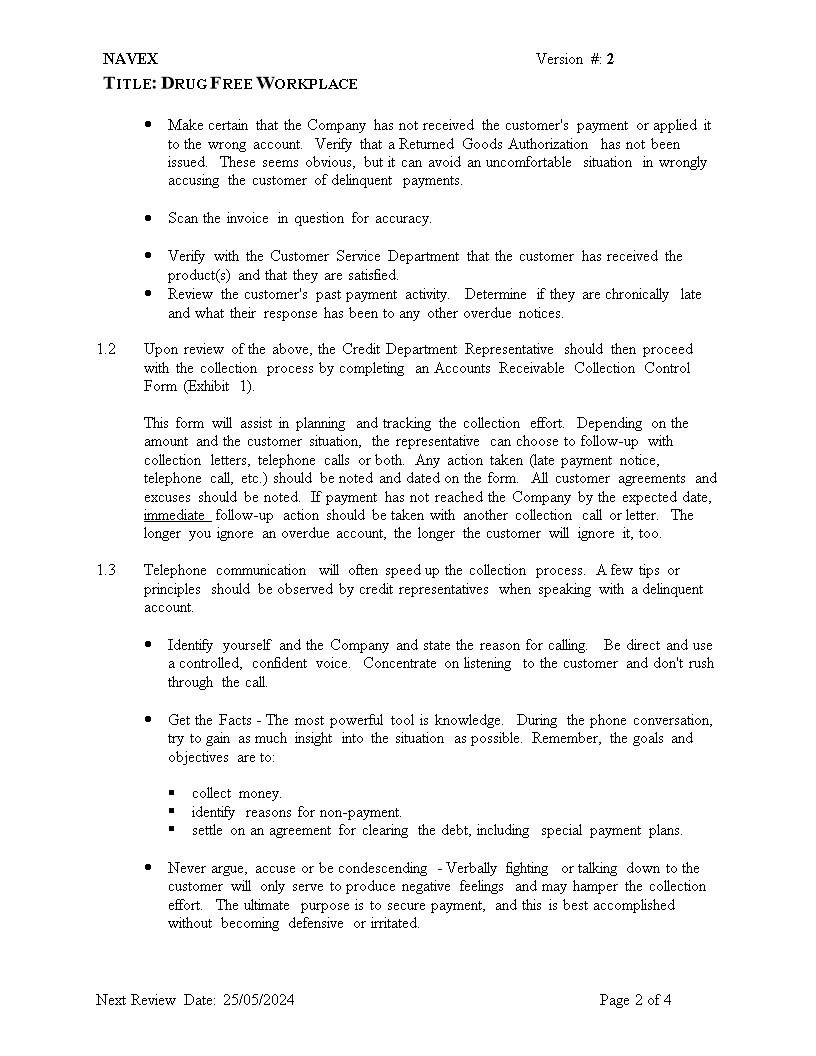 NAVEX Version #: 2
TITLE: DRUG FREE WORKPLACE
• Make certain that the Company has not received the customer's payment or applied it
to the wrong account. Verify that a Returned Goods Authorization has not been
issued. These seems obvious, but it can avoid an uncomfortable situation in wrongly
accusing the customer of delinquent payments.
• Scan the invoice in question for accuracy.
• Verify with the Customer Service Department that the customer has received the
product(s) and that they are satisfied.
• Review the customer's past payment activity. Determine if they are chronically late
and what their response has been to any other overdue notices.
1.2 Upon review of the above, the Credit Department Representative should then proceed
with the collection process by completing an Accounts Receivable Collection Control
Form (Exhibit 1).
This form will assist in planning and tracking the collection effort. Depending on the
amount and the customer situation, the representative can choose to follow-up with
collection letters, telephone calls or both. Any action taken (late payment notice,
telephone call, etc.) should be noted and dated on the form. All customer agreements and
excuses should be noted. If payment has not reached the Company by the expected date,
immediate follow-up action should be taken with another collection call or letter. The
longer you ignore an overdue account, the longer the customer will ignore it, too.
1.3 Telephone communication will often speed up the collection process. A few tips or
principles should be observed by credit representatives when speaking with a delinquent
account.
• Identify yourself and the Company and state the reason for calling. Be direct and use
a controlled, confident voice. Concentrate on listening to the customer and don't rush
through the call.
• Get the Facts - The most powerful tool is knowledge. During the phone conversation,
try to gain as much insight into the situation as possible. Remember, the goals and
objectives are to:
▪ collect money.
▪ identify reasons for non-payment.
▪ settle on an agreement for clearing the debt, including special payment plans.
• Never argue, accuse or be condescending - Verbally fighting or talking down to the
customer will only serve to produce negative feelings and may hamper the collection
effort. The ultimate purpose is to secure payment, and this is best accomplished
without becoming defensive or irritated.
Next Review Date: 25/05/2024 Page 2 of 4